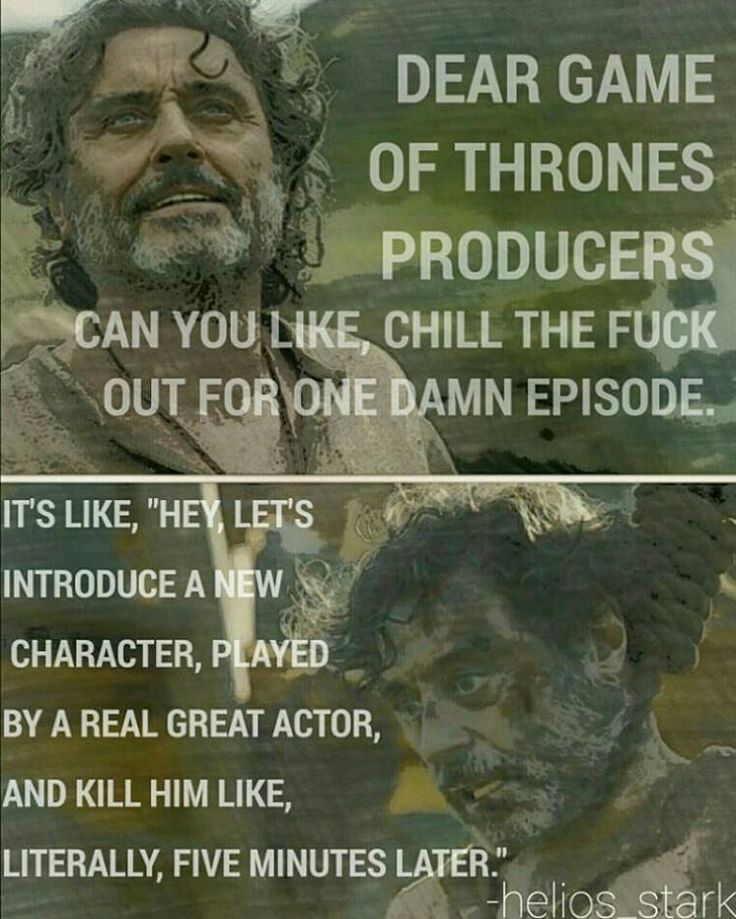 DEAR GAME
OF THRONES
PRODUCERS
CAN YOU LIKE, CHILL THE FUCK
OUT FOR ONE DAMN EPISODE.
IT'S LIKE, "HEY, LET'S
INTRODUCE A NEW
CHARACTER, PLAYED
BY A REAL GREAT ACTOR,
AND KILL HIM LIKE,
LITERALLY, FIVE MINUTES LATER."
-helios_stark